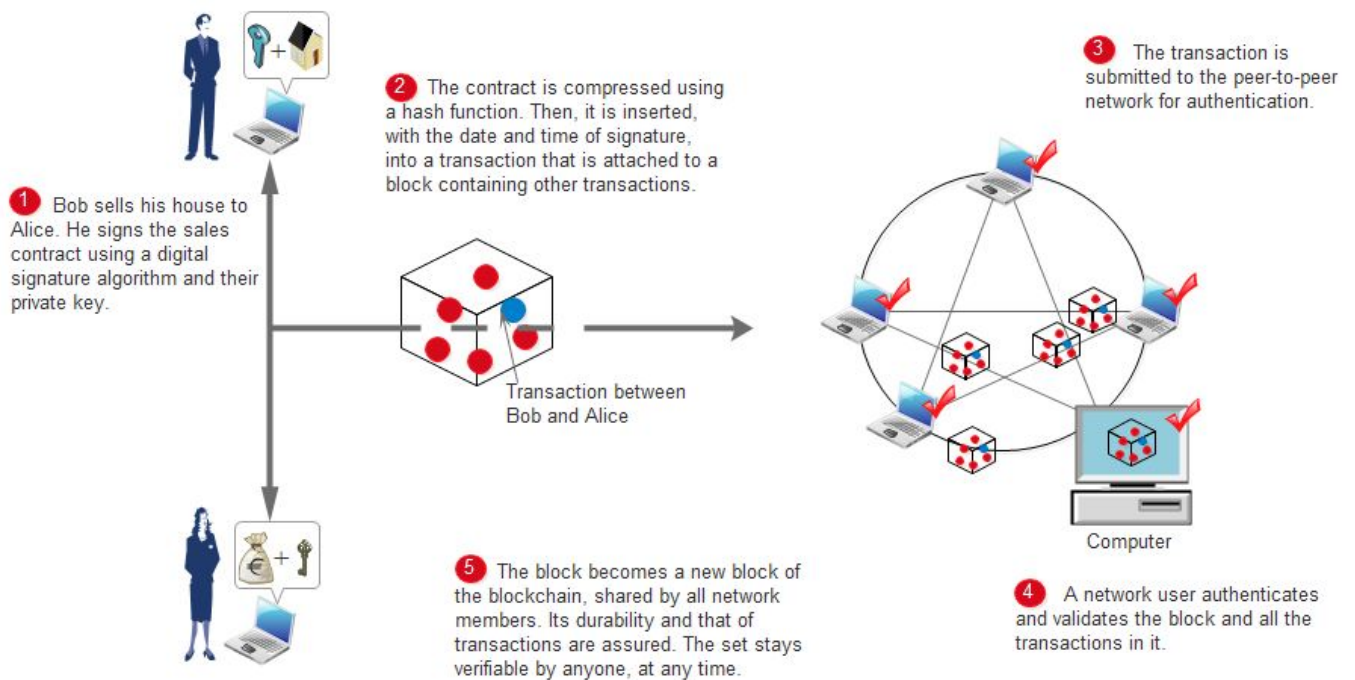 1 Bob sells his house to
Alice. He signs the sales
contract using a digital
signature algorithm and their
private key.
2 The contract is compressed using
a hash function. Then, it is inserted,
with the date and time of signature,
into a transaction that is attached to a
block containing other transactions.
Transaction between
Bob and Alice
3 The transaction is
submitted to the peer-to-peer
network for authentication.
Computer
4 A network user authenticates
and validates the block and all the
transactions in it.
5 The block becomes a new block of
the blockchain, shared by all network
members. Its durability and that of
transactions are assured. The set stays
verifiable by anyone, at any time.
+
€ +